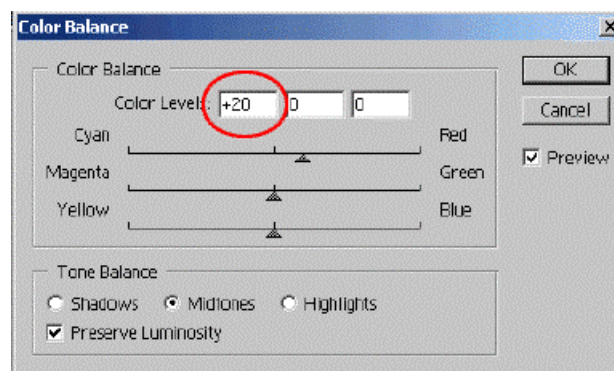 Color Balance
Color Balance
OK
Color Levels: +20 0 0
Cancel
Cyan Red
Preview
Magenta Green
Yellow Blue
Tone Balance
Shadows Midtones Highlights
Preserve Luminosity